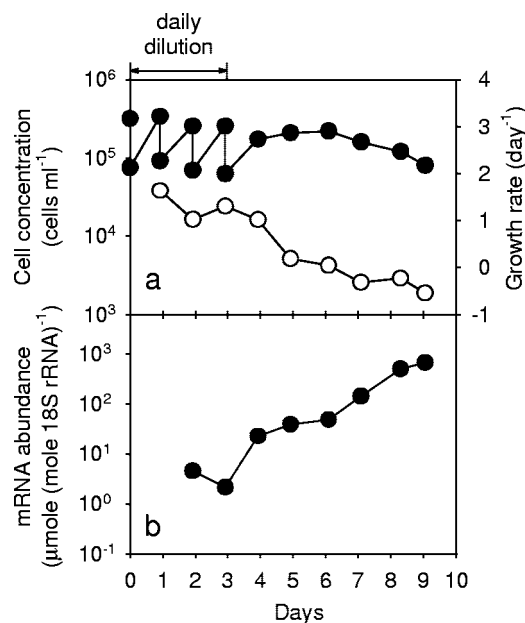 daily
dilution
a
10⁶
10⁵
10⁴
10³
Cell concentration
(cells ml⁻¹)
4
3
2
1
0
-1
Growth rate (day⁻¹)
b
10³
10²
10¹
10⁰
10⁻¹
mRNA abundance
(μmole (mole 18S rRNA)⁻¹)
0 1 2 3 4 5 6 7 8 9 10
Days